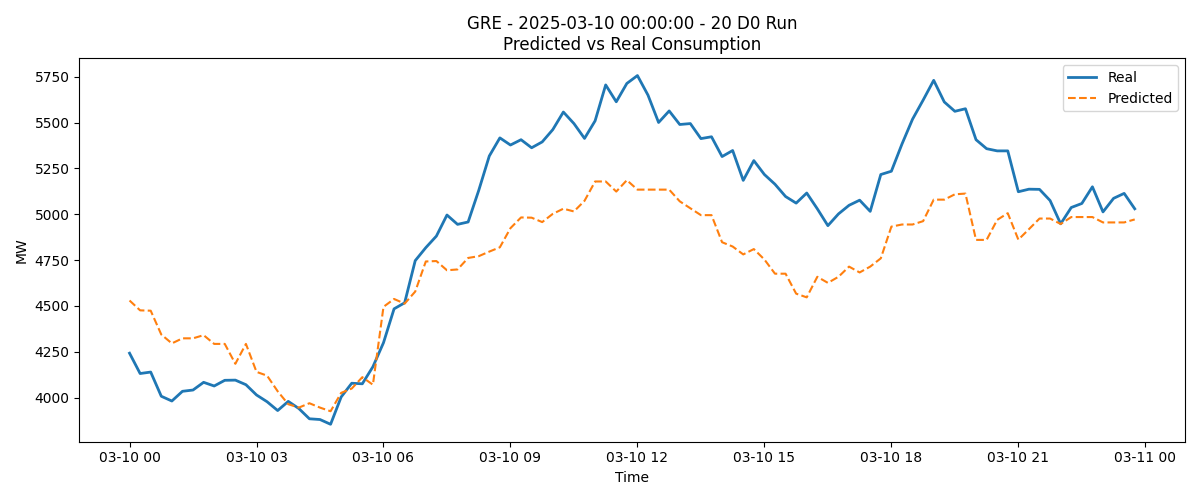 GRE - 2025-03-10 00:00:00 - 20 D0 Run
Predicted vs Real Consumption
Real
Predicted
MW
5750
5500
5250
5000
4750
4500
4250
4000
03-10 00
03-10 03
03-10 06
03-10 09
03-10 12
03-10 15
03-10 18
03-10 21
03-11 00
Time